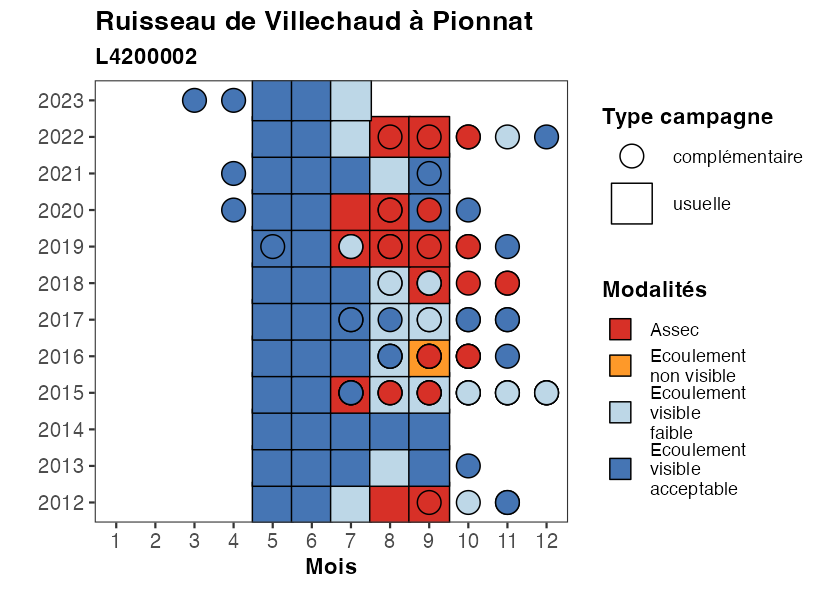 Ruisseau de Villechaud à Pionnat
L4200002
2023
2022
2021
2020
2019
2018
2017
2016
2015
2014
2013
2012
1 2 3 4 5 6 7 8 9 10 11 12
Mois
Type campagne
complémentaire
usuelle
Modalités
Assec
Ecoulement
non visible
Ecoulement
visible
faible
Ecoulement
visible
acceptable